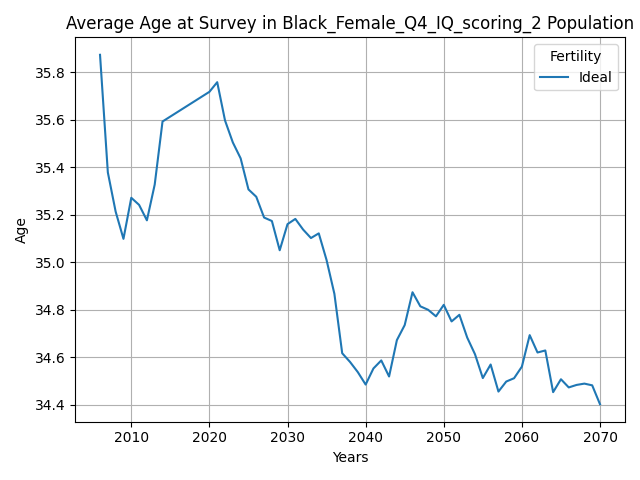 Average Age at Survey in Black_Female_Q4_IQ_scoring_2 Population
Fertility
Ideal
35.8
35.6
35.4
35.2
35.0
34.8
34.6
34.4
Age
2010 2020 2030 2040 2050 2060 2070
Years